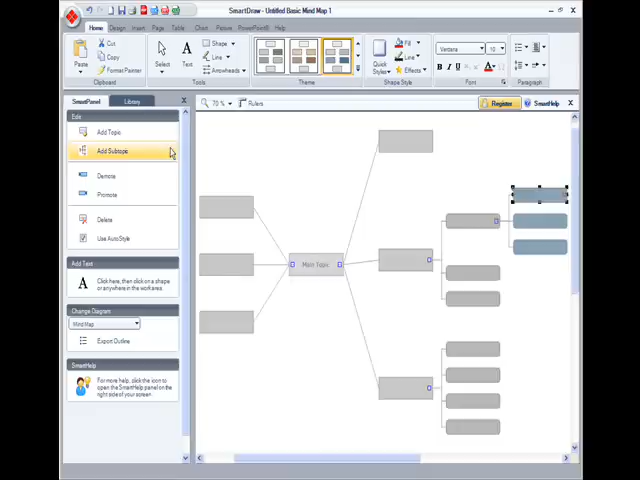 SmartDraw - Untitled Basic Mind Map 1
Home Design Insert Page Table Chart Picture PowerPoint® Help
Paste
Cut
Copy
Format Painter
Clipboard
Select
Text
Shape
Line
Arrowheads
Tools
Theme
Quick Styles
Fill
Line
Effects
Shape Style
Verdana 10
B I U A
Font
Paragraph
SmartPanel Library
70 % Rulers
Register SmartHelp X
Edit
Add Topic
Add Subtopic
Demote
Promote
Delete
Use AutoStyle
Add Text
A
Click here, then click on a shape
or anywhere in the work area.
Change Diagram
Mind Map
Export Outline
SmartHelp
For more help, click the icon to
open the SmartHelp panel on the
right side of your screen.
Main Topic